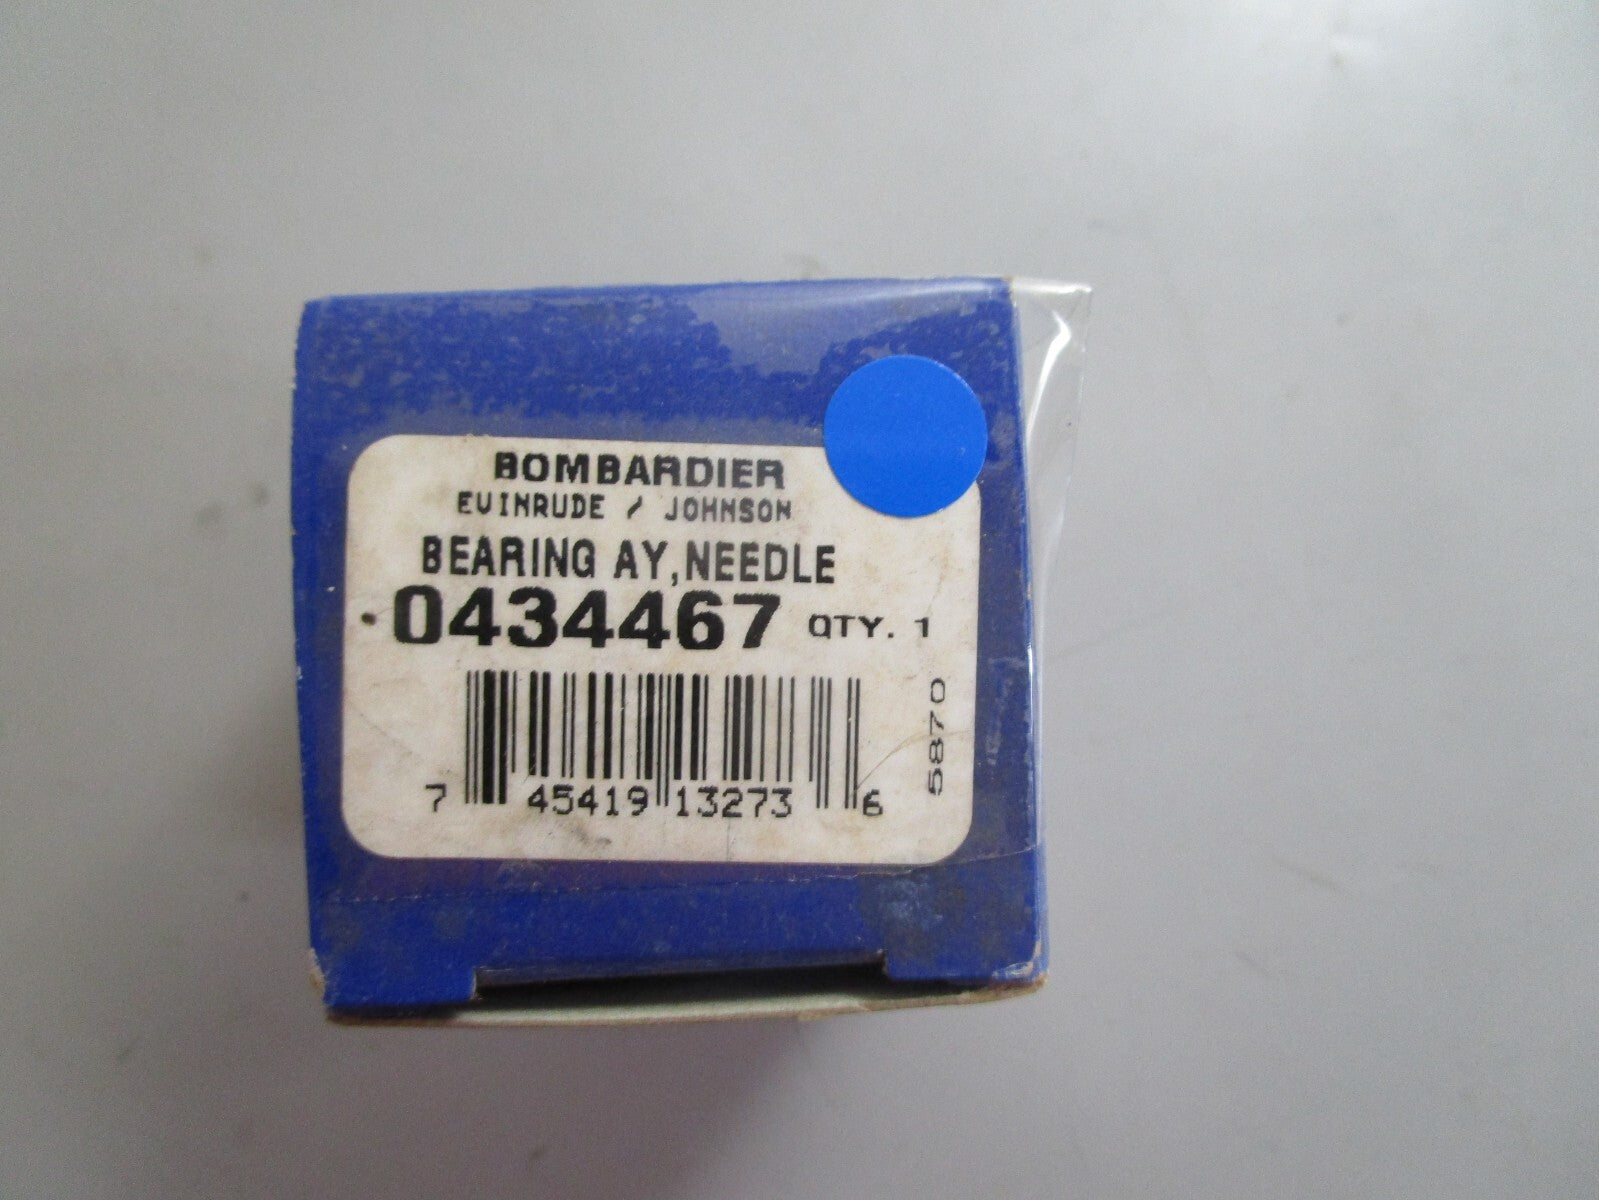 BOMBARDIER
EVINRUDE / JOHNSON
BEARING AY,NEEDLE
0434467 QTY. 1
5870
7 45419 13273 6